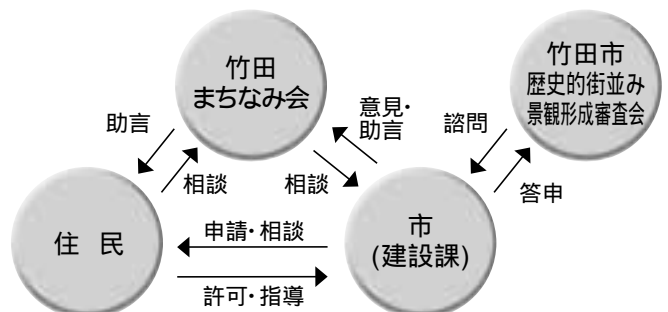 竹田
まちなみ会
竹田市
歴史的街並み
景観形成審査会
助言
相談
意見・
助言
相談
諮問
答申
住 民
申請・相談
許可・指導
市
(建設課)